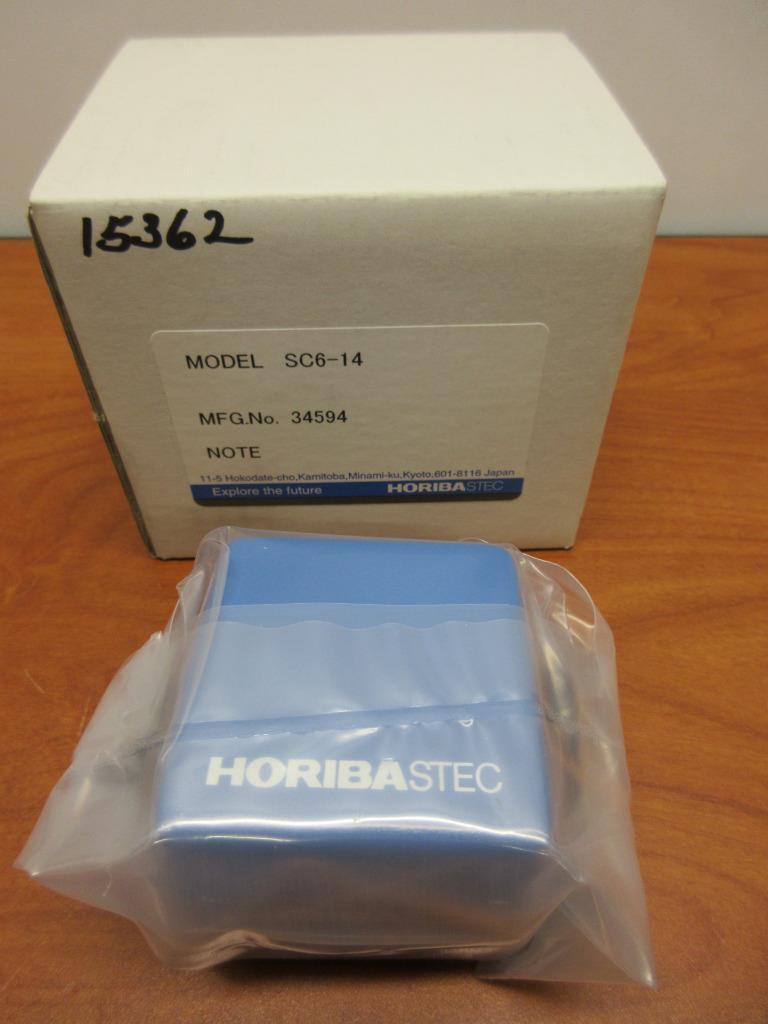 15362
MODEL SC6-14
MFG.No. 34594
NOTE
11-5 Hokodate-cho,Kamitoba,Minami-ku,Kyoto,601-8116 Japan
Explore the future HORIBASTEC
HORIBASTEC